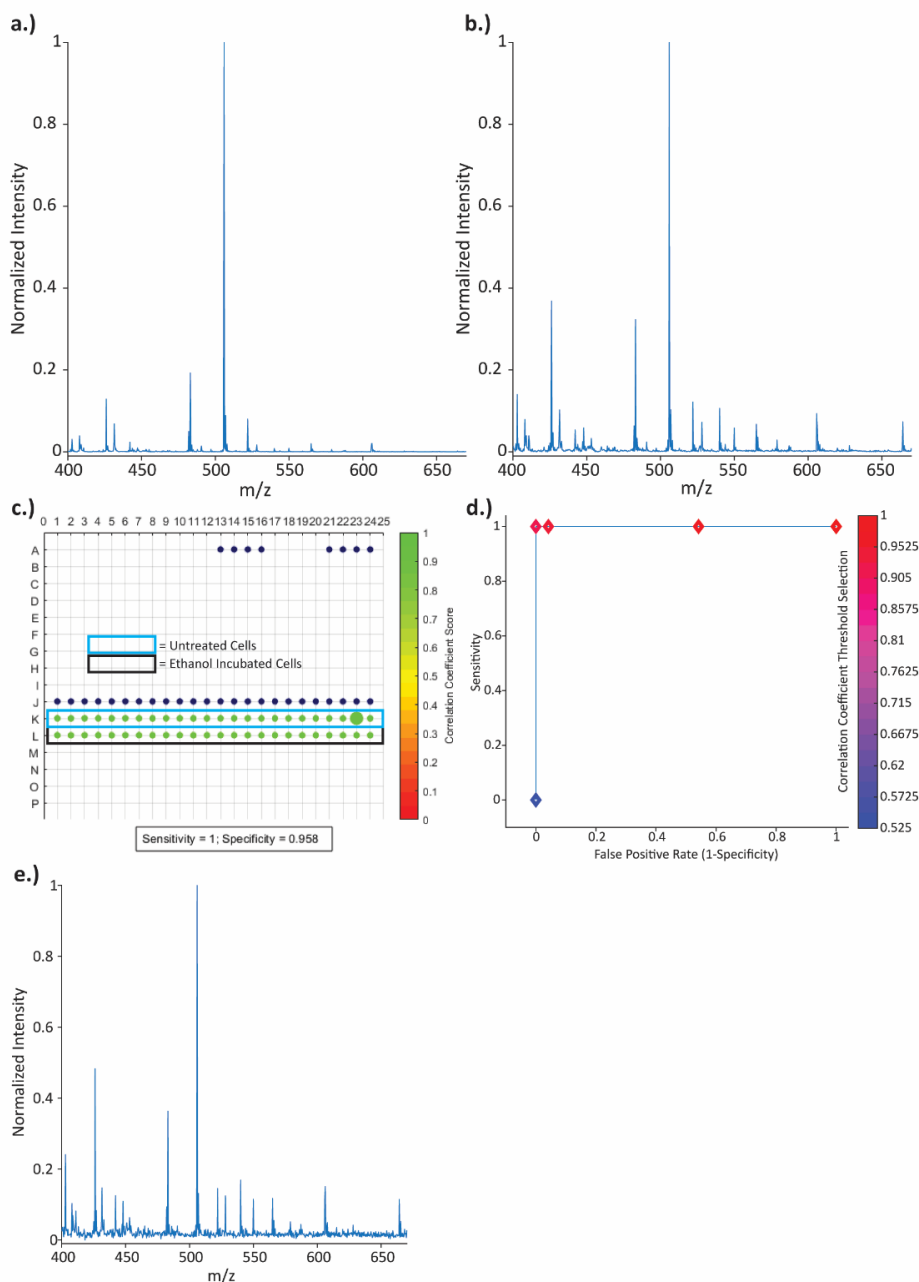 a.)
1
0.8
0.6
0.4
0.2
0
Normalized Intensity
400 450 500 550 600 650
m/z
b.)
1
0.8
0.6
0.4
0.2
0
Normalized Intensity
400 450 500 550 600 650
m/z
c.)
0 1 2 3 4 5 6 7 8 9 10 11 12 13 14 15 16 17 18 19 20 21 22 23 24 25
A
B
C
D
E
F
G
H
I
J
K
L
M
N
O
P
= Untreated Cells
= Ethanol Incubated Cells
1
0.9
0.8
0.7
0.6
0.5
0.4
0.3
0.2
0.1
0
Correlation Coefficient Score
Sensitivity = 1; Specificity = 0.958
d.)
1
0.8
0.6
0.4
0.2
0
Sensitivity
0 0.2 0.4 0.6 0.8 1
False Positive Rate (1-Specificity)
Correlation Coefficient Threshold Selection
1
0.9525
0.905
0.8575
0.81
0.7625
0.715
0.6675
0.62
0.5725
0.525
e.)
1
0.8
0.6
0.4
0.2
0
Normalized Intensity
400 450 500 550 600 650
m/z